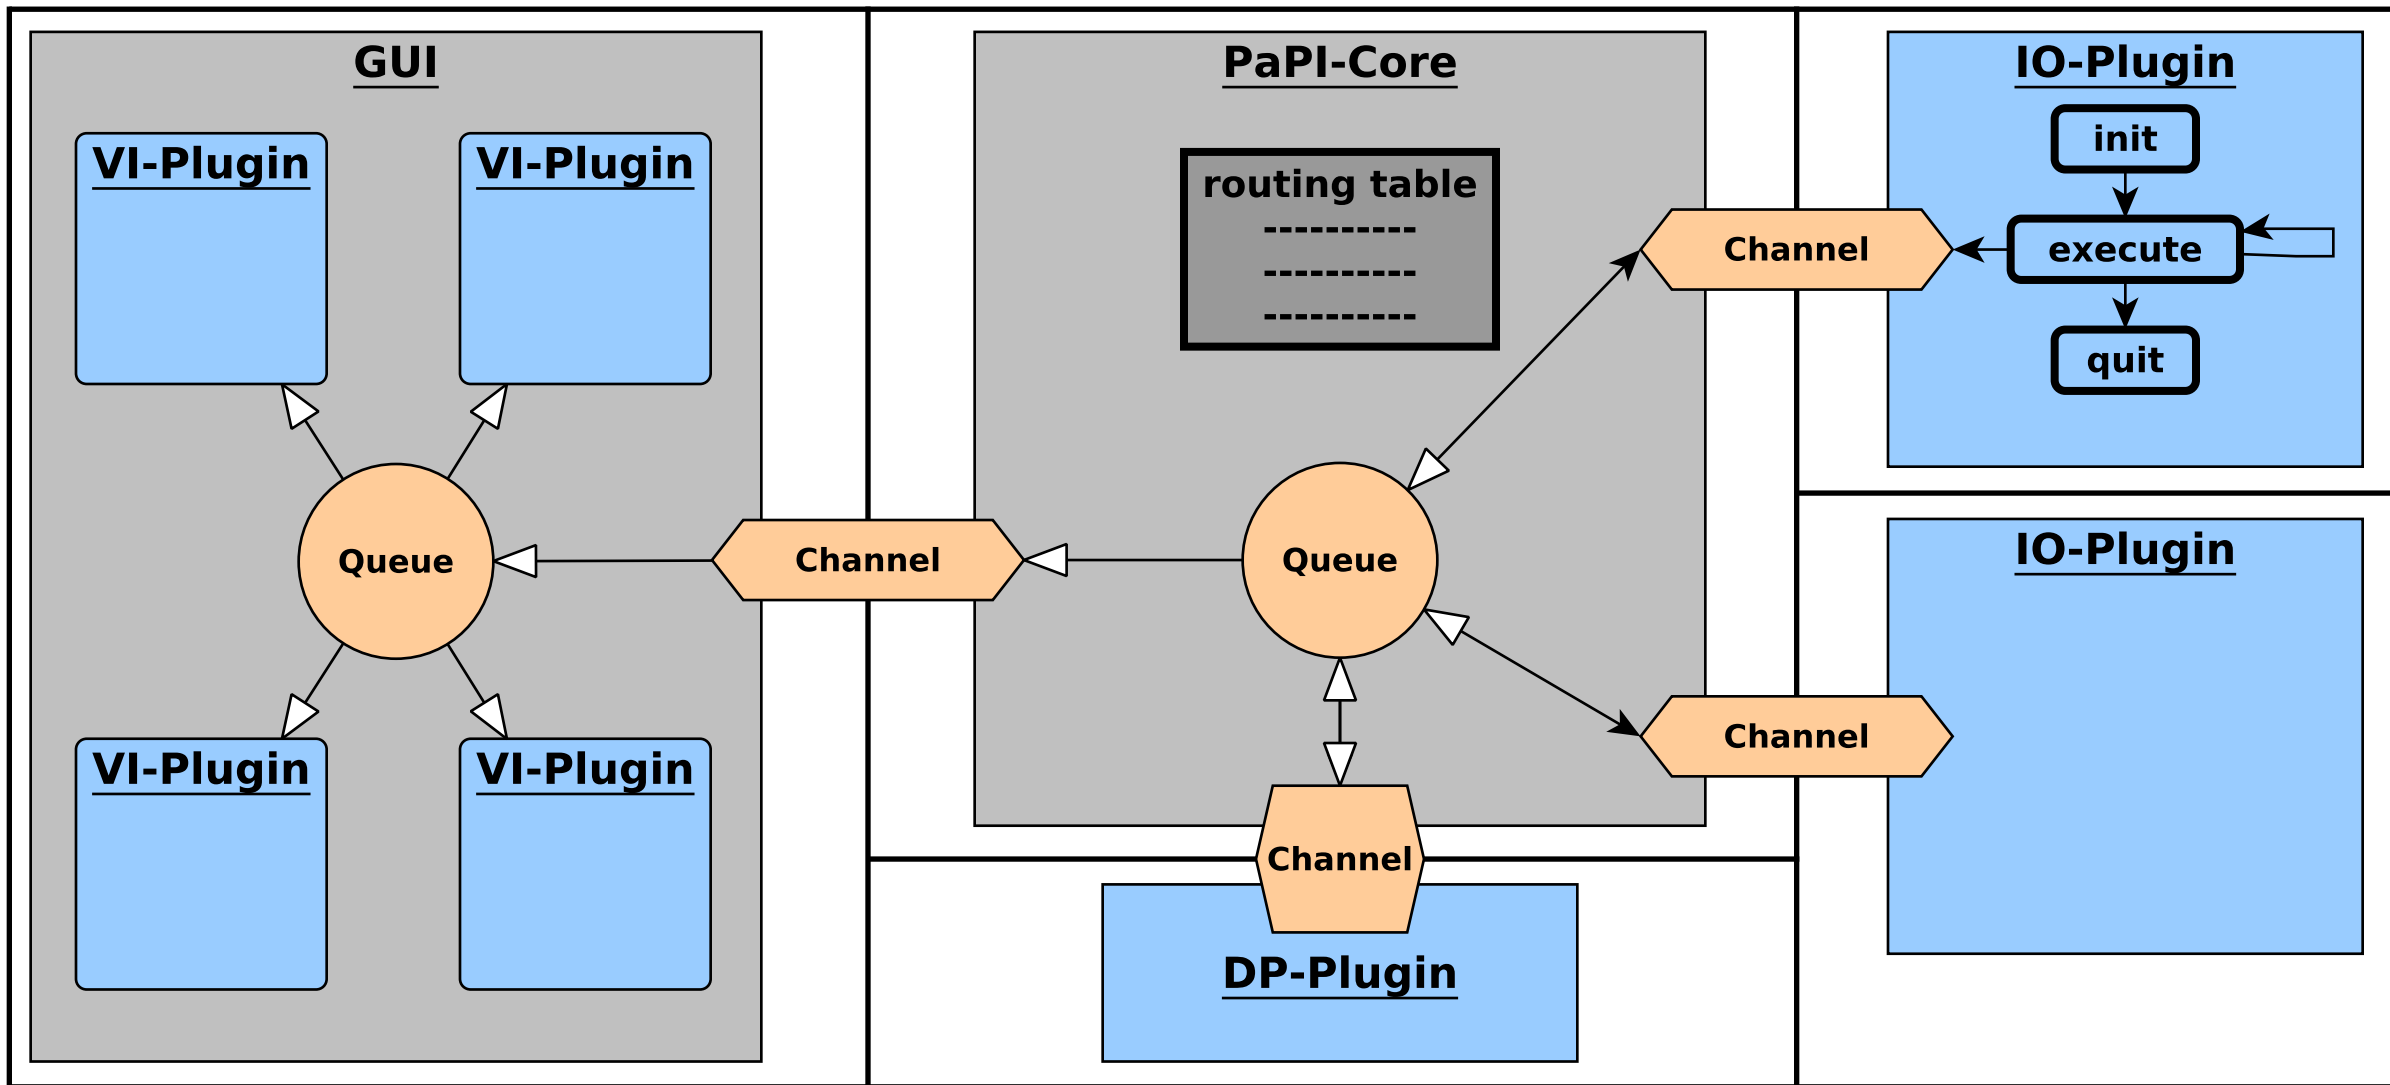 GUI
VI-Plugin
VI-Plugin
Queue
VI-Plugin
VI-Plugin
Channel
PaPI-Core
routing table
-----------
-----------
-----------
Queue
Channel
DP-Plugin
Channel
IO-Plugin
init
execute
quit
Channel
IO-Plugin